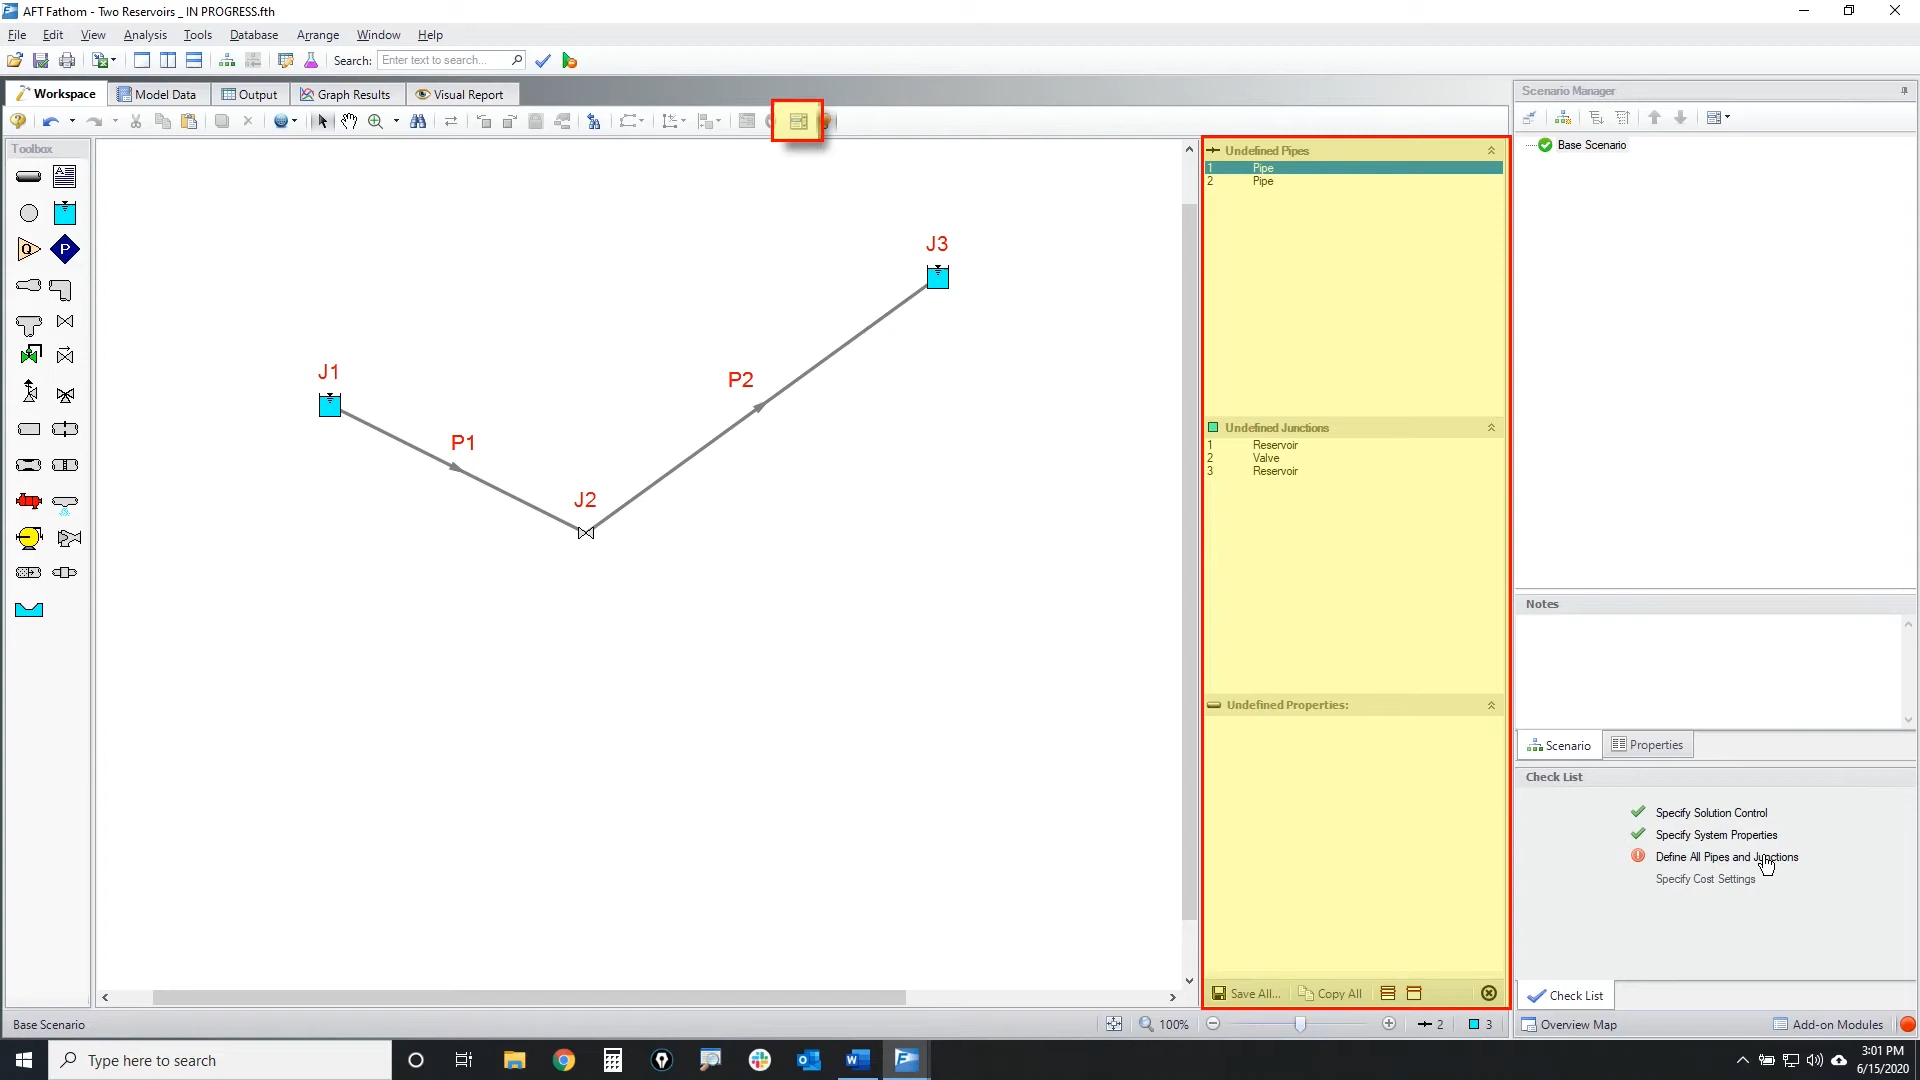 AFT Fathom - Two Reservoirs _ IN PROGRESS.fth
File Edit View Analysis Tools Database Arrange Window Help
Search: Enter text to search...
Workspace Model Data Output Graph Results Visual Report
Toolbox
A
Q P
J1
P1
J2
P2
J3
Undefined Pipes
1 Pipe
2 Pipe
Undefined Junctions
1 Reservoir
2 Valve
3 Reservoir
Undefined Properties:
Save All... Copy All
Scenario Manager
Base Scenario
Notes
Scenario Properties
Check List
Specify Solution Control
Specify System Properties
Define All Pipes and Junctions
Specify Cost Settings
Check List
Base Scenario 100% 2 3 Overview Map Add-on Modules
Type here to search
3:01 PM
6/15/2020